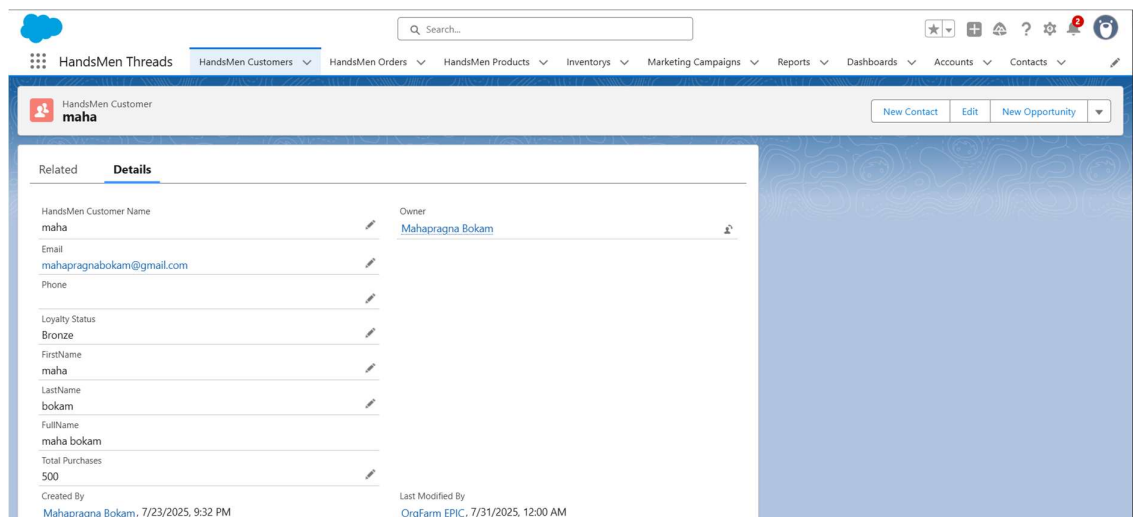 Search...
2
HandsMen Threads HandsMen Customers HandsMen Orders HandsMen Products Inventorys Marketing Campaigns Reports Dashboards Accounts Contacts
HandsMen Customer
maha
New Contact Edit New Opportunity
Related Details
HandsMen Customer Name Owner
maha Mahapragna Bokam
Email
mahapragnabokam@gmail.com
Phone
Loyalty Status
Bronze
FirstName
maha
LastName
bokam
FullName
maha bokam
Total Purchases
500
Created By Last Modified By
Mahapragna Bokam, 7/23/2025, 9:32 PM OrgFarm EPIC, 7/31/2025, 12:00 AM